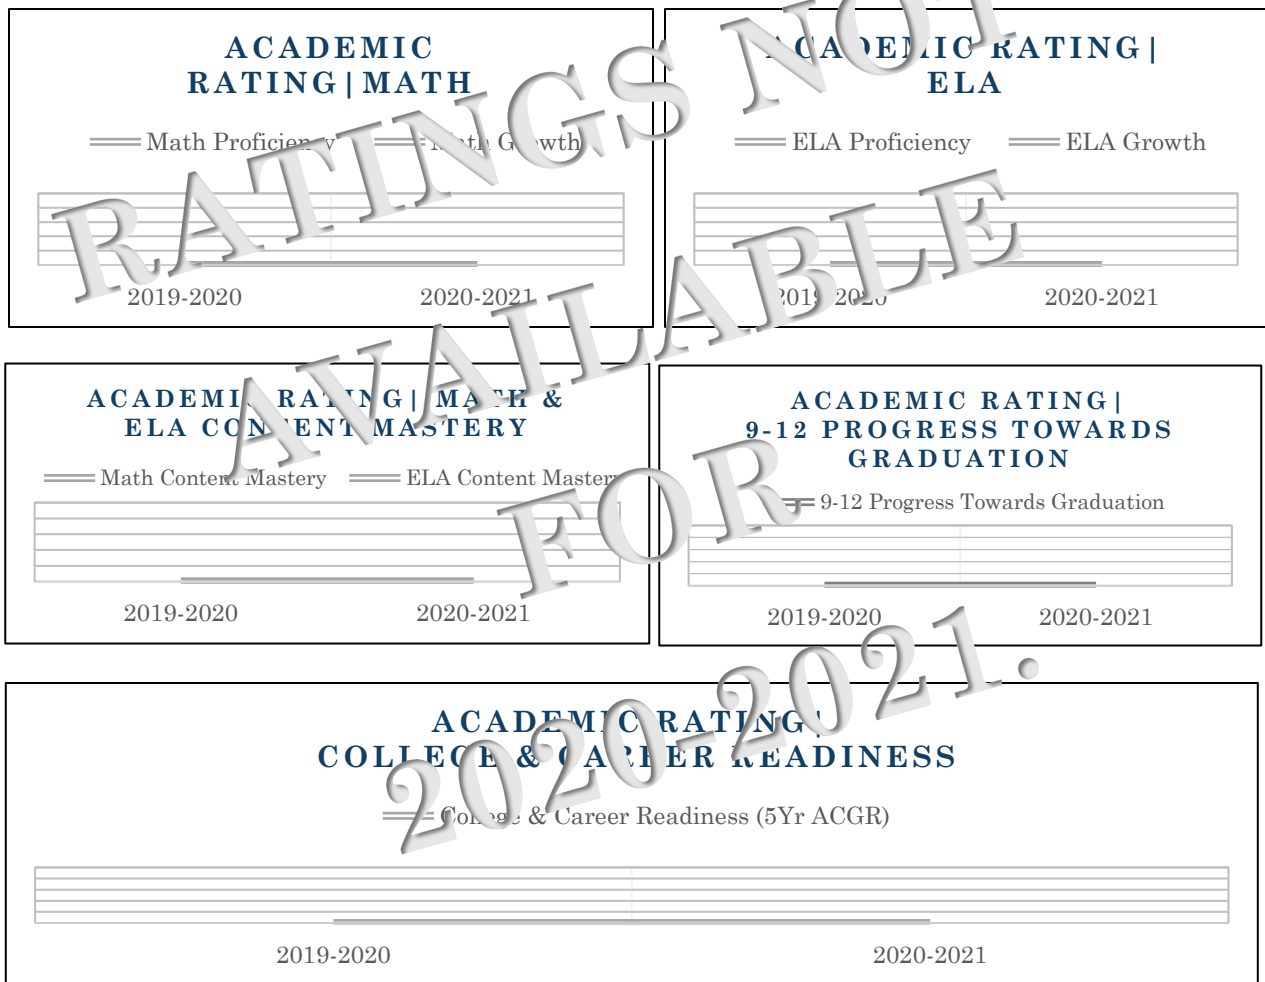 ACADEMIC
RATING|MATH
Math Proficiency Math Growth
2019-2020 2020-2021
ACADEMIC RATING|
ELA
ELA Proficiency ELA Growth
2019-2020 2020-2021
ACADEMIC RATING| MATH &
ELA CONTENT MASTERY
Math Content Mastery ELA Content Mastery
2019-2020 2020-2021
ACADEMIC RATING|
9-12 PROGRESS TOWARDS
GRADUATION
9-12 Progress Towards Graduation
2019-2020 2020-2021
ACADEMIC RATING|
COLLEGE & CAREER READINESS
College & Career Readiness (5Yr ACGR)
2019-2020 2020-2021
RATINGS NOT
AVAILABLE
FOR
2020-2021.